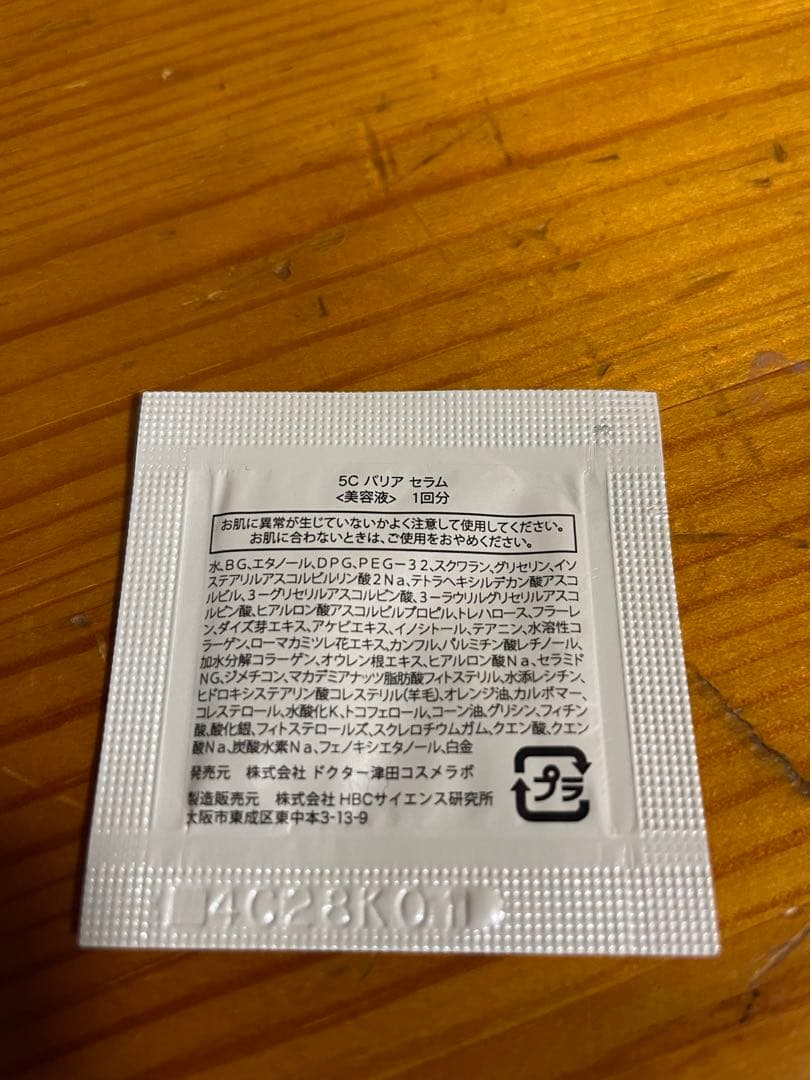 5C バリア セラム
<美容液> 1回分
お肌に異常が生じていないかよく注意して使用してください。
お肌に合わないときは、ご使用をおやめください。
水、BG、エタノール、DPG、PEG-32、スクワラン、グリセリン、イソ
ステアリルアスコルビルリン酸2Na、テトラヘキシルデカン酸アスコ
ルビル、3-グリセリルアスコルビン酸、3-ラウリルグリセリルアスコ
ルビン酸、ヒアルロン酸アスコルビルプロピル、トレハロース、フラーレ
ン、ダイズ芽エキス、アケビエキス、イノシトール、テアニン、水溶性コ
ラーゲン、ローマカミツレ花エキス、カンフル、パルミチン酸レチノール、
加水分解コラーゲン、オウレン根エキス、ヒアルロン酸Na、セラミド
NG、ジメチコン、マカデミアナッツ脂肪酸フィトステリル、水添レシチン、
ヒドロキシステアリン酸コレステリル(羊毛)、オレンジ油、カルボマー、
コレステロール、水酸化K、トコフェロール、コーン油、グリシン、フィチン
酸、酸化銀、フィトステロールズ、スクレロチウムガム、クエン酸、クエン
酸Na、炭酸水素Na、フェノキシエタノール、白金
発売元 株式会社 ドクター津田コスメラボ
製造販売元 株式会社 HBCサイエンス研究所
大阪市東成区東中本3-13-9
プラ
4C28K01